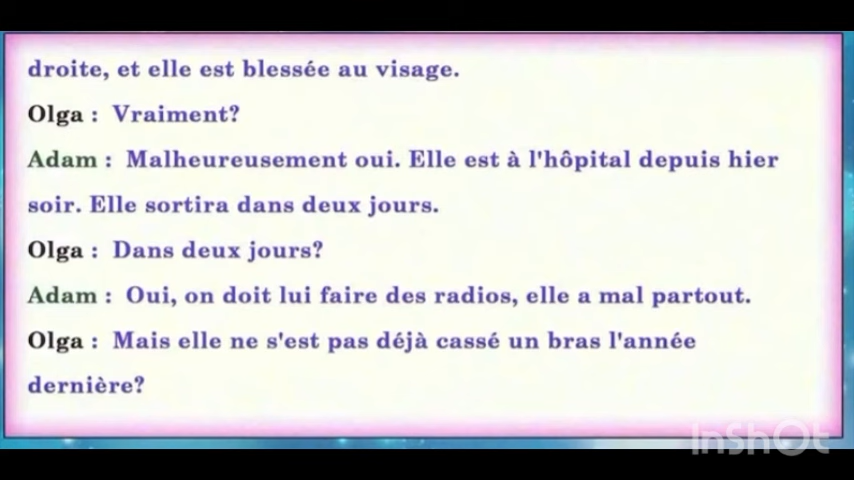 droite, et elle est blessée au visage.
Olga : Vraiment?
Adam : Malheureusement oui. Elle est à l'hôpital depuis hier
soir. Elle sortira dans deux jours.
Olga : Dans deux jours?
Adam : Oui, on doit lui faire des radios, elle a mal partout.
Olga : Mais elle ne s'est pas déjà cassé un bras l'année
dernière?
InShOt